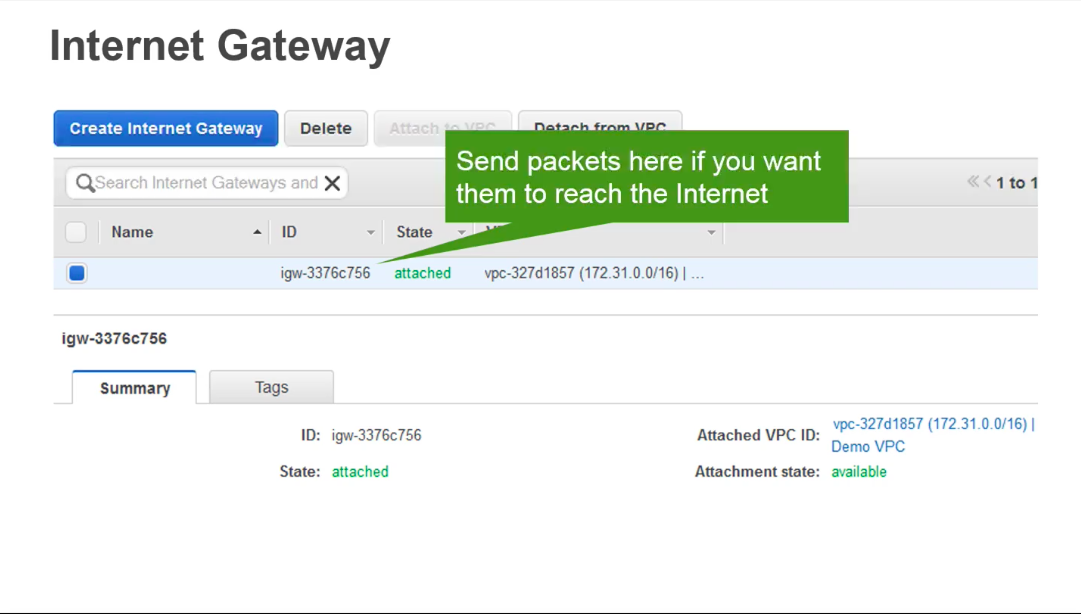 Internet Gateway
Create Internet Gateway Delete Attach to VPC Detach from VPC
Send packets here if you want
them to reach the Internet
Search Internet Gateways and 1 to 1
Name ID State
igw-3376c756 attached vpc-327d1857 (172.31.0.0/16) | ...
igw-3376c756
Summary Tags
ID: igw-3376c756 Attached VPC ID: vpc-327d1857 (172.31.0.0/16) |
Demo VPC
State: attached Attachment state: available